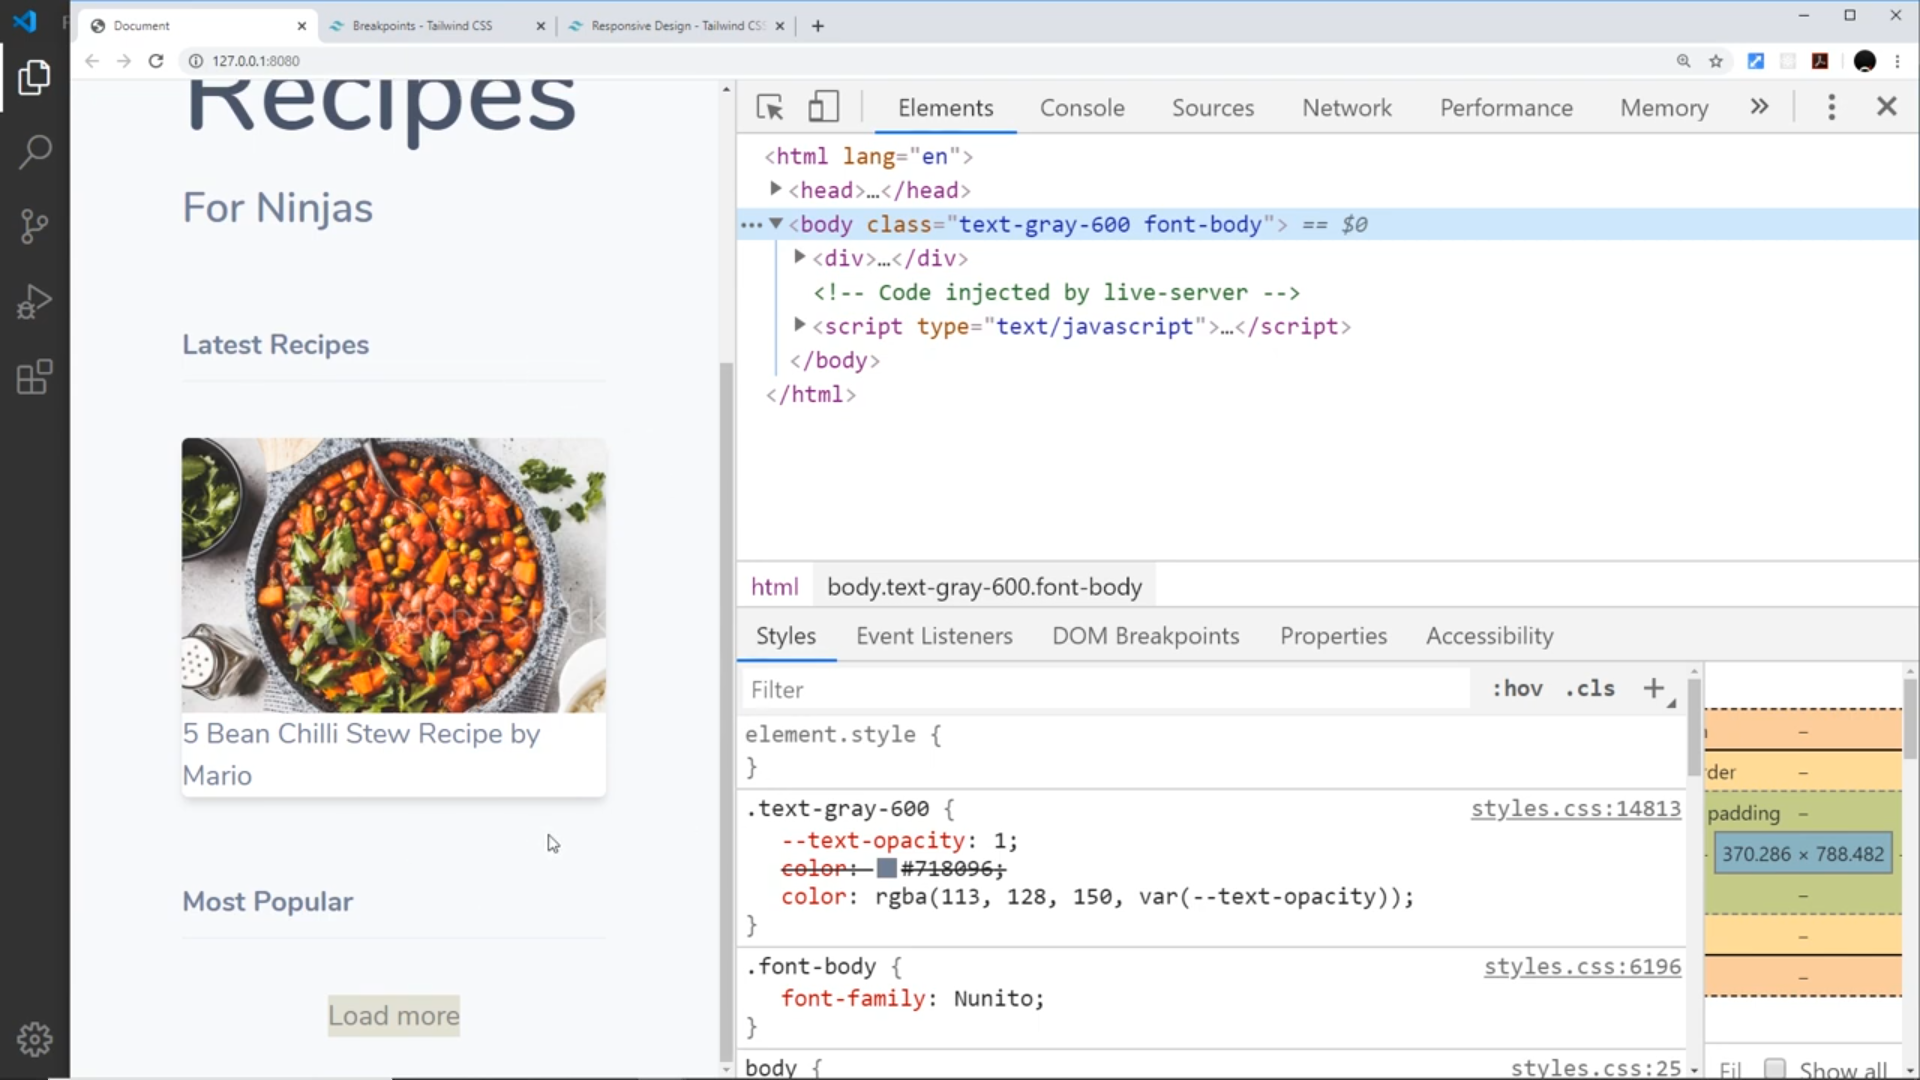 Document
Breakpoints - Tailwind CSS
Responsive Design - Tailwind CS
127.0.0.1:8080
Recipes
For Ninjas
Latest Recipes
Adobe Stock
5 Bean Chilli Stew Recipe by
Mario
Most Popular
Load more
Elements Console Sources Network Performance Memory
<html lang="en">
<head>…</head>
<body class="text-gray-600 font-body"> == $0
<div>…</div>
<!-- Code injected by live-server -->
<script type="text/javascript">…</script>
</body>
</html>
html body.text-gray-600.font-body
Styles Event Listeners DOM Breakpoints Properties Accessibility
Filter :hov .cls +
element.style {
}
.text-gray-600 { styles.css:14813
--text-opacity: 1;
color: #718096;
color: rgba(113, 128, 150, var(--text-opacity));
}
.font-body { styles.css:6196
font-family: Nunito;
}
body { styles.css:25
–
der –
padding –
370.286 × 788.482
–
–
–
Fil Show all